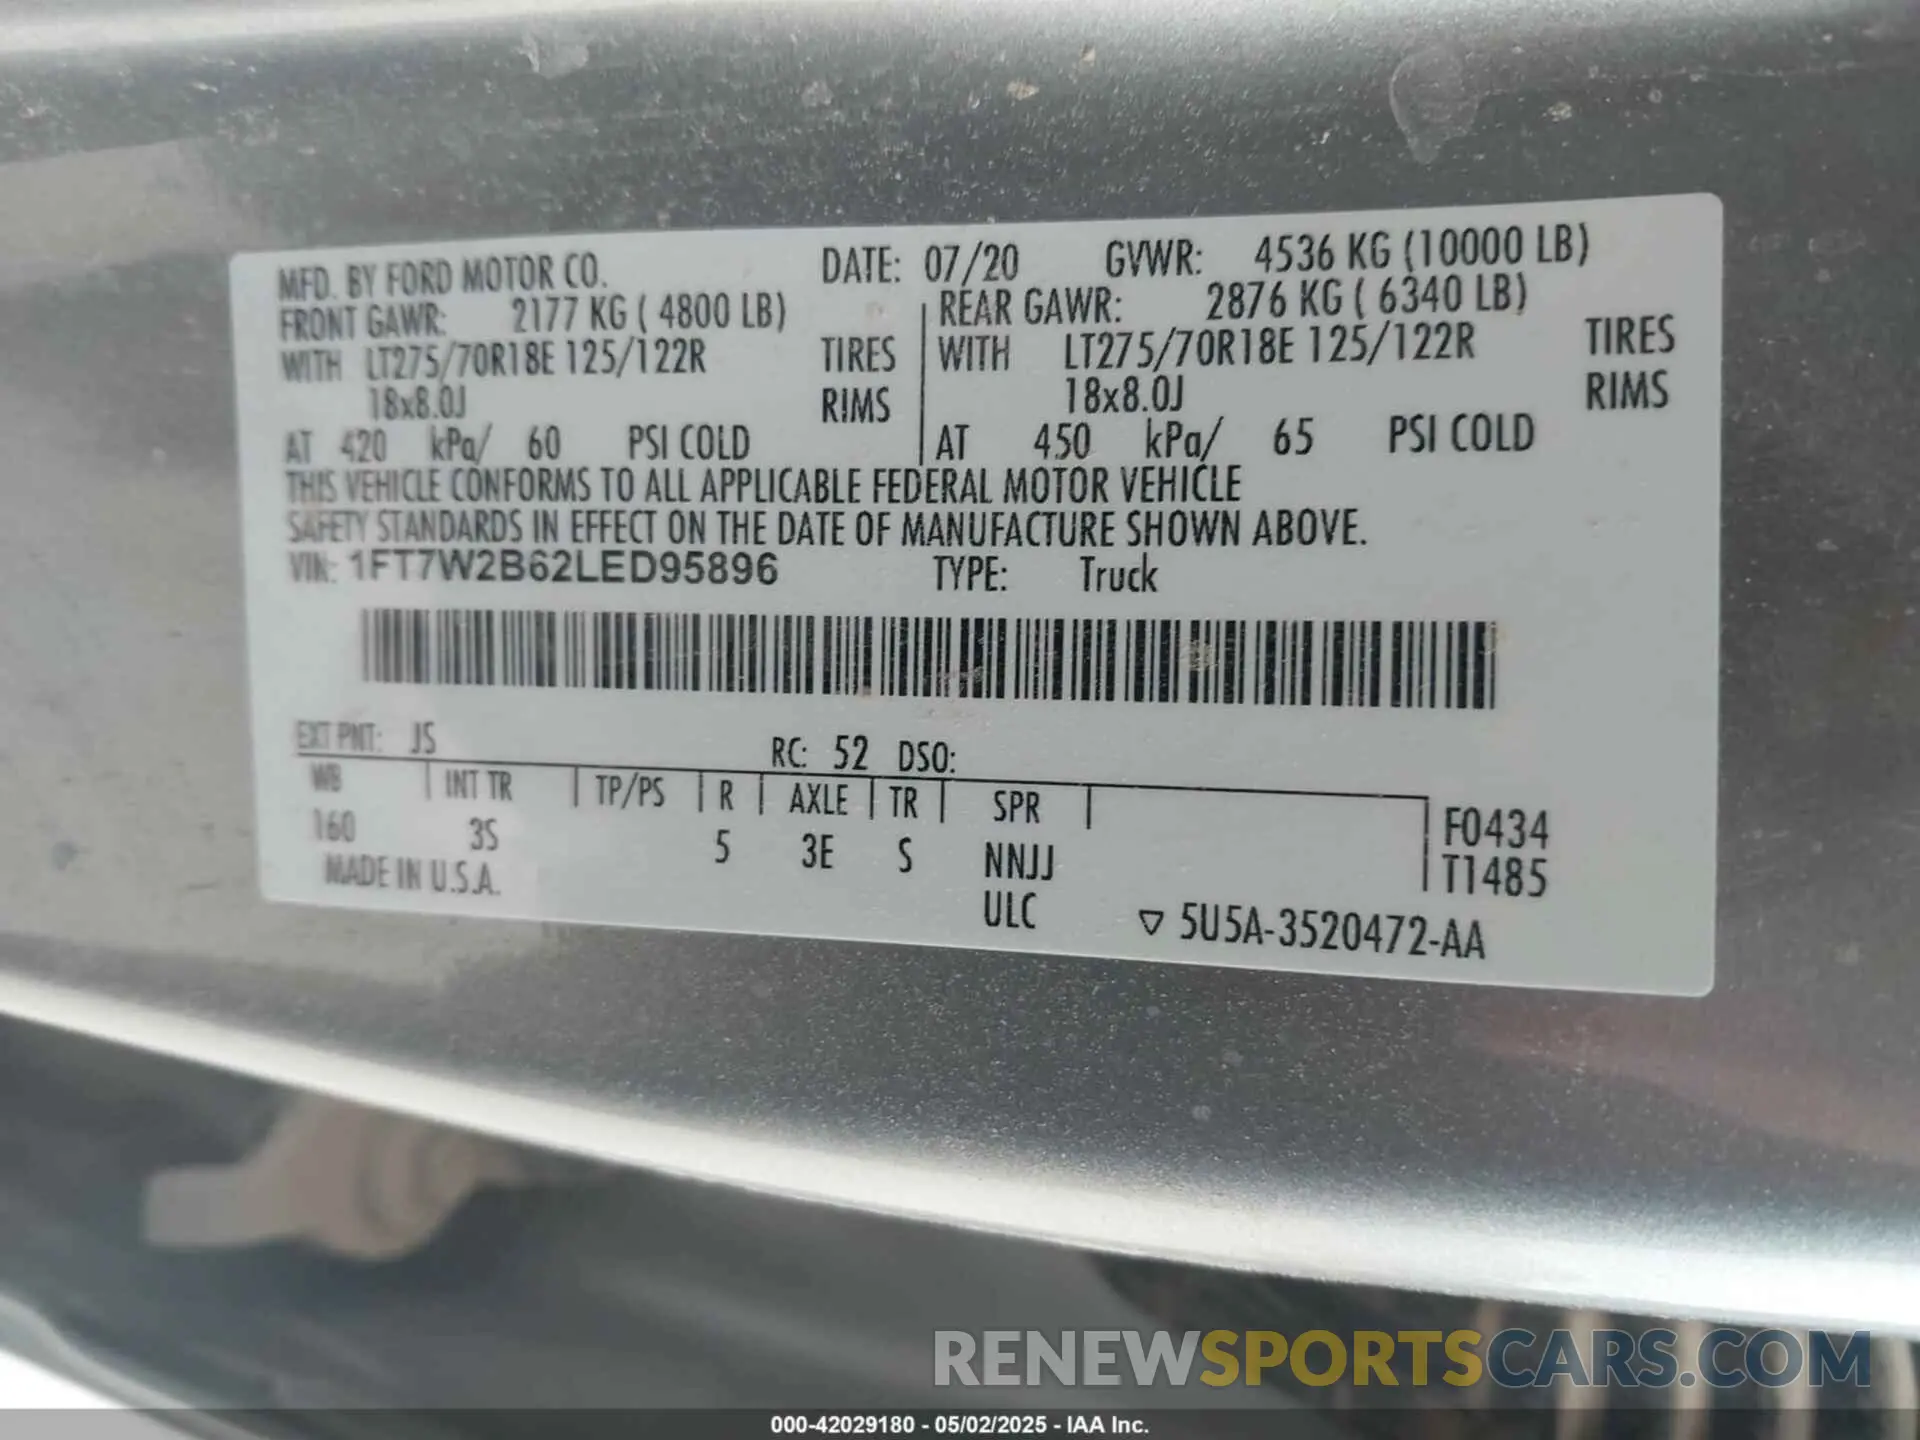 MFD. BY FORD MOTOR CO. DATE: 07/20 GVWR: 4536 KG (10000 LB)
FRONT GAWR: 2177 KG ( 4800 LB) REAR GAWR: 2876 KG ( 6340 LB)
WITH LT275/70R18E 125/122R TIRES WITH LT275/70R18E 125/122R TIRES
18x8.0J RIMS 18x8.0J RIMS
AT 420 kPa/ 60 PSI COLD AT 450 kPa/ 65 PSI COLD
THIS VEHICLE CONFORMS TO ALL APPLICABLE FEDERAL MOTOR VEHICLE
SAFETY STANDARDS IN EFFECT ON THE DATE OF MANUFACTURE SHOWN ABOVE.
VIN: 1FT7W2B62LED95896 TYPE: Truck
EXT PNT: JS RC: 52 DSO:
WB INT TR TP/PS R AXLE TR SPR
160 3S 5 3E S NNJJ F0434
MADE IN U.S.A. ULC T1485
▽ 5U5A-3520472-AA
RENEWSPORTSCARS.COM
000-42029180 - 05/02/2025 - IAA Inc.